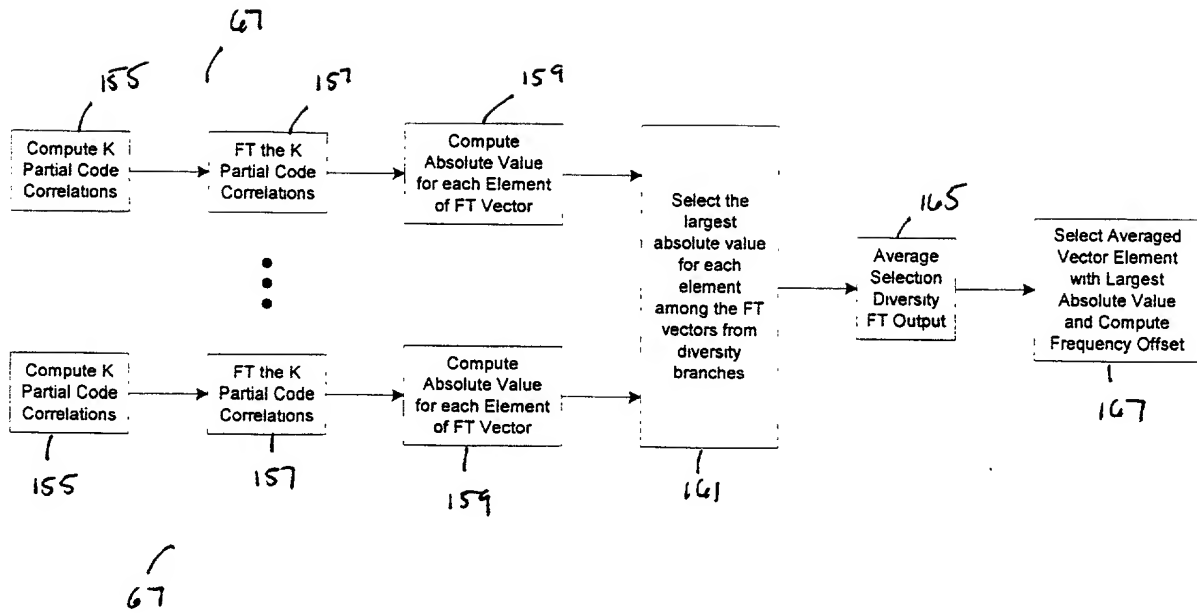 67
155
157
159
Compute K
Partial Code
Correlations
FT the K
Partial Code
Correlations
Compute
Absolute Value
for each Element
of FT Vector
Select the
largest
absolute value
for each
element
among the FT
vectors from
diversity
branches
165
Average
Selection
Diversity
FT Output
Select Averaged
Vector Element
with Largest
Absolute Value
and Compute
Frequency Offset
Compute K
Partial Code
Correlations
FT the K
Partial Code
Correlations
Compute
Absolute Value
for each Element
of FT Vector
155
157
159
161
167
67